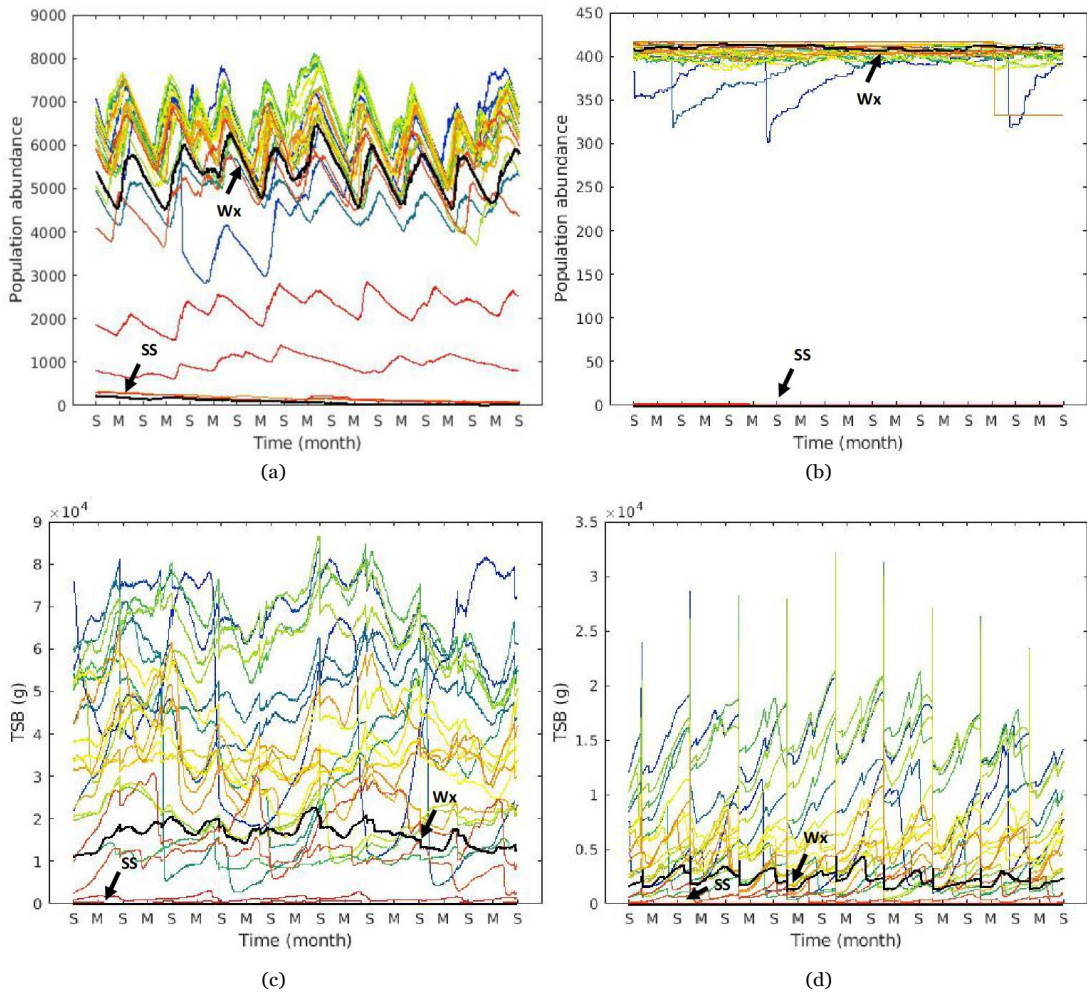 9000
8000
7000
6000
5000
4000
3000
2000
1000
0
Population abundance
Wx
SS
S M S M S M S M S M S M S M S M S M S
Time (month)
(a)
450
400
350
300
250
200
150
100
50
0
Population abundance
Wx
SS
S M S M S M S M S M S M S M S M S M S
Time (month)
(b)
×10⁴
9
8
7
6
5
4
3
2
1
0
TSB (g)
Wx
SS
S M S M S M S M S M S M S M S M S M S
Time (month)
(c)
×10⁴
3.5
3
2.5
2
1.5
1
0.5
0
TSB (g)
Wx
SS
S M S M S M S M S M S M S M S M S M S
Time (month)
(d)